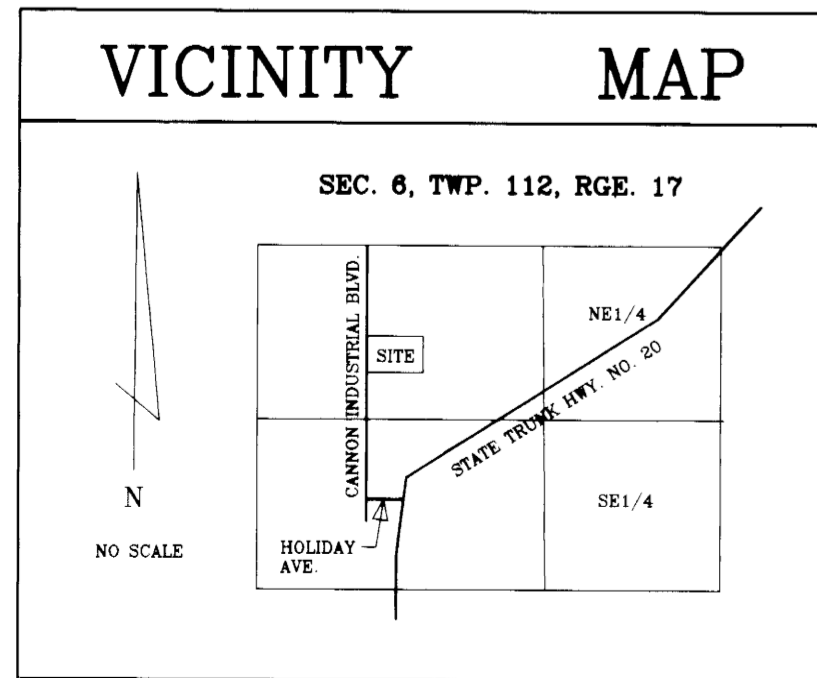 VICINITY MAP
SEC. 6, TWP. 112, RGE. 17
CANNON INDUSTRIAL BLVD.
NE1/4
SITE
STATE TRUNK HWY. NO. 20
N
SE1/4
NO SCALE
HOLIDAY
AVE.